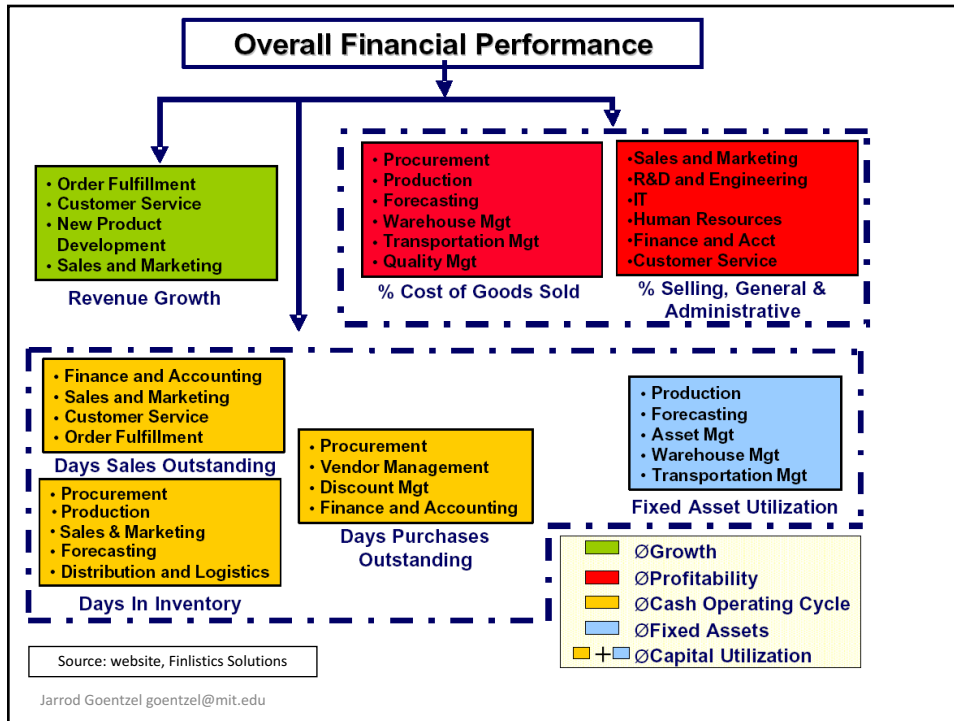 Overall Financial Performance
• Order Fulfillment
• Customer Service
• New Product
Development
• Sales and Marketing
Revenue Growth
• Procurement
• Production
• Forecasting
• Warehouse Mgt
• Transportation Mgt
• Quality Mgt
% Cost of Goods Sold
•Sales and Marketing
•R&D and Engineering
•IT
•Human Resources
•Finance and Acct
•Customer Service
% Selling, General &
Administrative
• Finance and Accounting
• Sales and Marketing
• Customer Service
• Order Fulfillment
Days Sales Outstanding
• Procurement
• Production
• Sales & Marketing
• Forecasting
• Distribution and Logistics
Days In Inventory
• Procurement
• Vendor Management
• Discount Mgt
• Finance and Accounting
Days Purchases
Outstanding
• Production
• Forecasting
• Asset Mgt
• Warehouse Mgt
• Transportation Mgt
Fixed Asset Utilization
ØGrowth
ØProfitability
ØCash Operating Cycle
ØFixed Assets
+ ØCapital Utilization
Source: website, Finlistics Solutions
Jarrod Goentzel goentzel@mit.edu